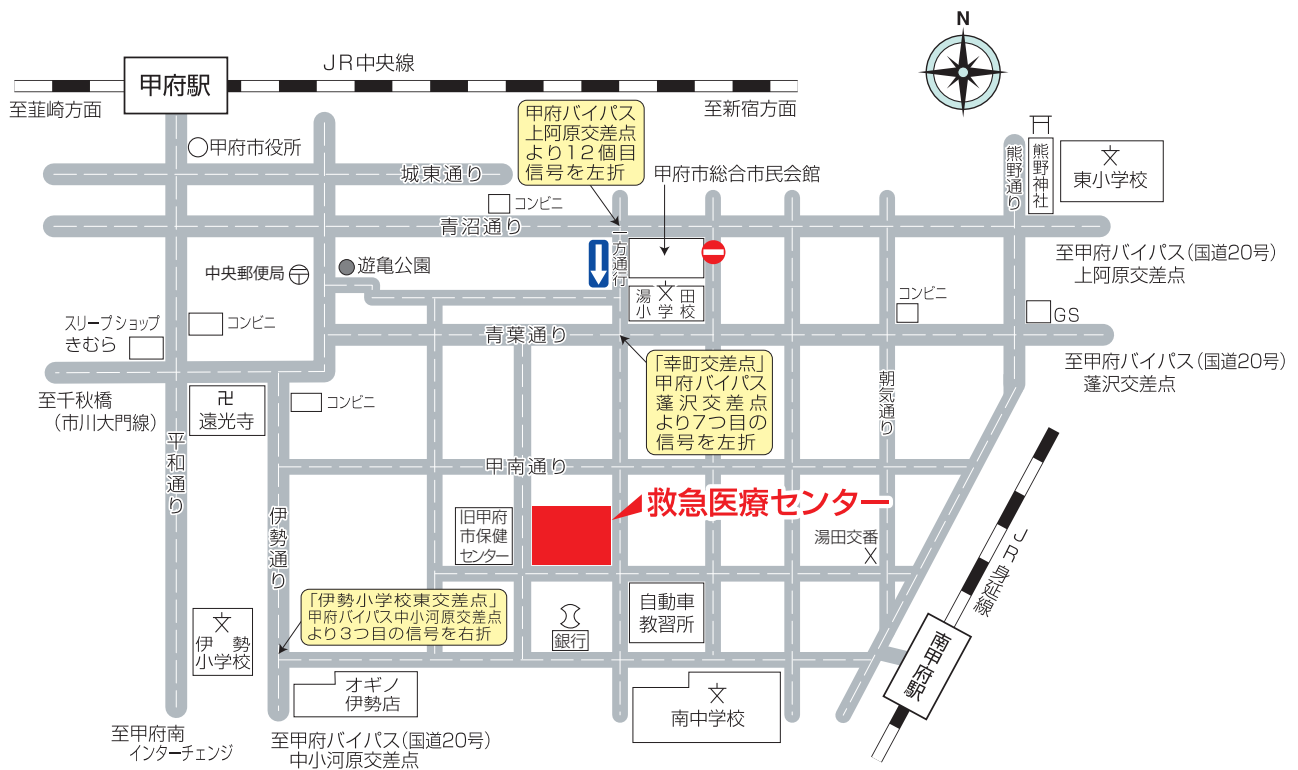 N
JR中央線
甲府駅
至韮崎方面
至新宿方面
甲府バイパス
上阿原交差点
より12個目
信号を左折
甲府市役所
城東通り
甲府市総合市民会館
熊野通り
熊野神社
東小学校
コンビニ
青沼通り
一方通行
至甲府バイパス(国道20号)
上阿原交差点
中央郵便局
遊亀公園
湯田
小学校
コンビニ
GS
スリープショップ
きむら
コンビニ
青葉通り
「幸町交差点」
甲府バイパス
蓬沢交差点
より7つ目の
信号を左折
至甲府バイパス(国道20号)
蓬沢交差点
朝気通り
至千秋橋
(市川大門線)
卍
遠光寺
コンビニ
平和通り
甲南通り
救急医療センター
伊勢通り
旧甲府
市保健
センター
湯田交番
JR身延線
「伊勢小学校東交差点」
甲府バイパス中小河原交差点
より3つ目の信号を右折
自動車
教習所
銀行
伊勢
小学校
南甲府駅
オギノ
伊勢店
南中学校
至甲府南
インターチェンジ
至甲府バイパス(国道20号)
中小河原交差点